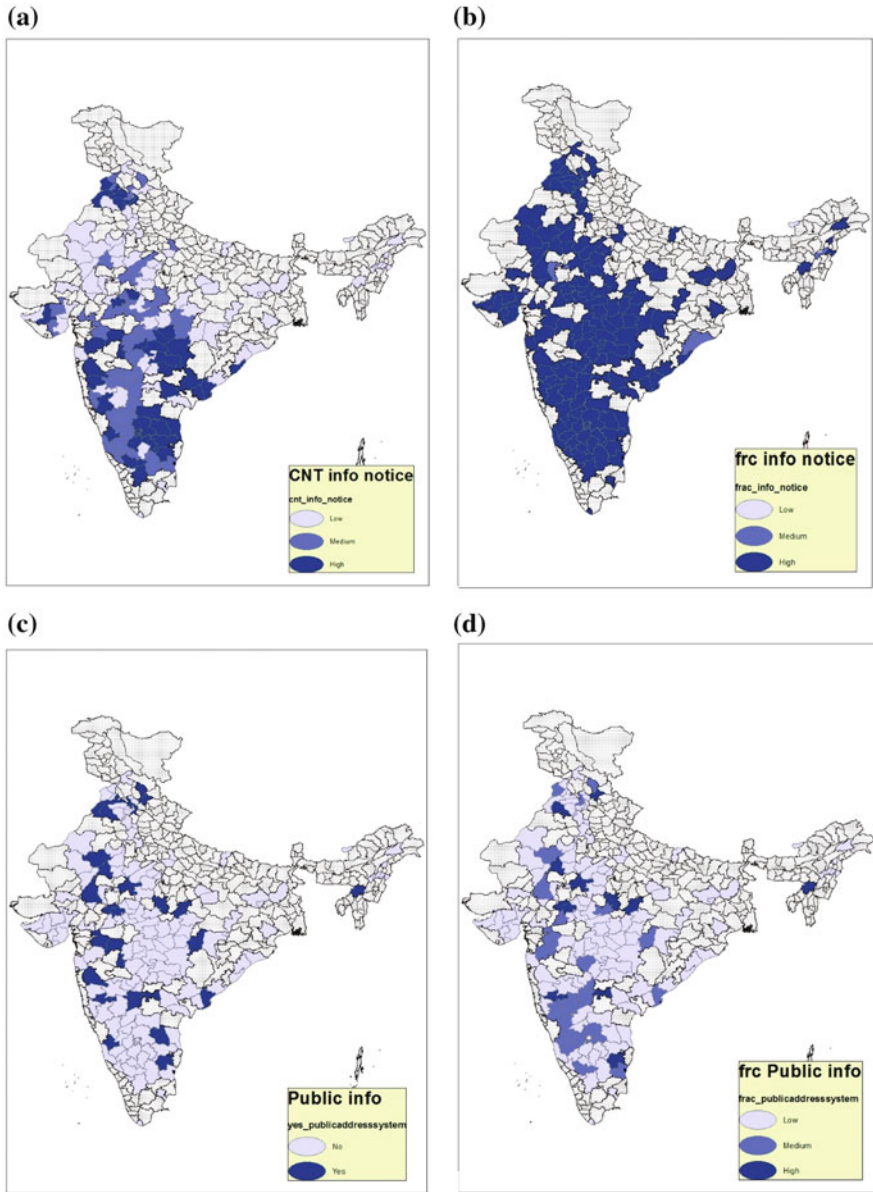 (a)
CNT info notice
cnt_info_notice
Low
Medium
High
(b)
frc info notice
frac_info_notice
Low
Medium
High
(c)
Public info
yes_publicaddresssystem
No
Yes
(d)
frc Public info
frac_publicaddresssystem
Low
Medium
High